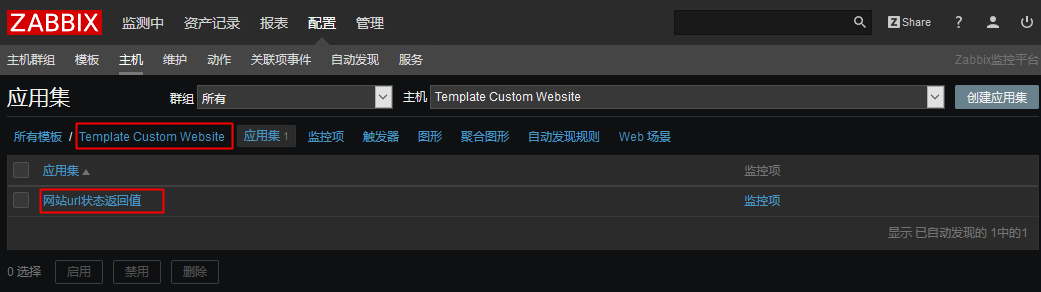 ZABBIX 监测中 资产记录 报表 配置 管理 Z Share ?
主机群组 模板 主机 维护 动作 关联项事件 自动发现 服务 Zabbix监控平台
应用集 群组 所有 主机 Template Custom Website 创建应用集
所有模板 / Template Custom Website 应用集 1 监控项 触发器 图形 聚合图形 自动发现规则 Web 场景
应用集 监控项
网站url状态返回值 监控项
显示 已自动发现的 1中的1
0 选择 启用 禁用 删除